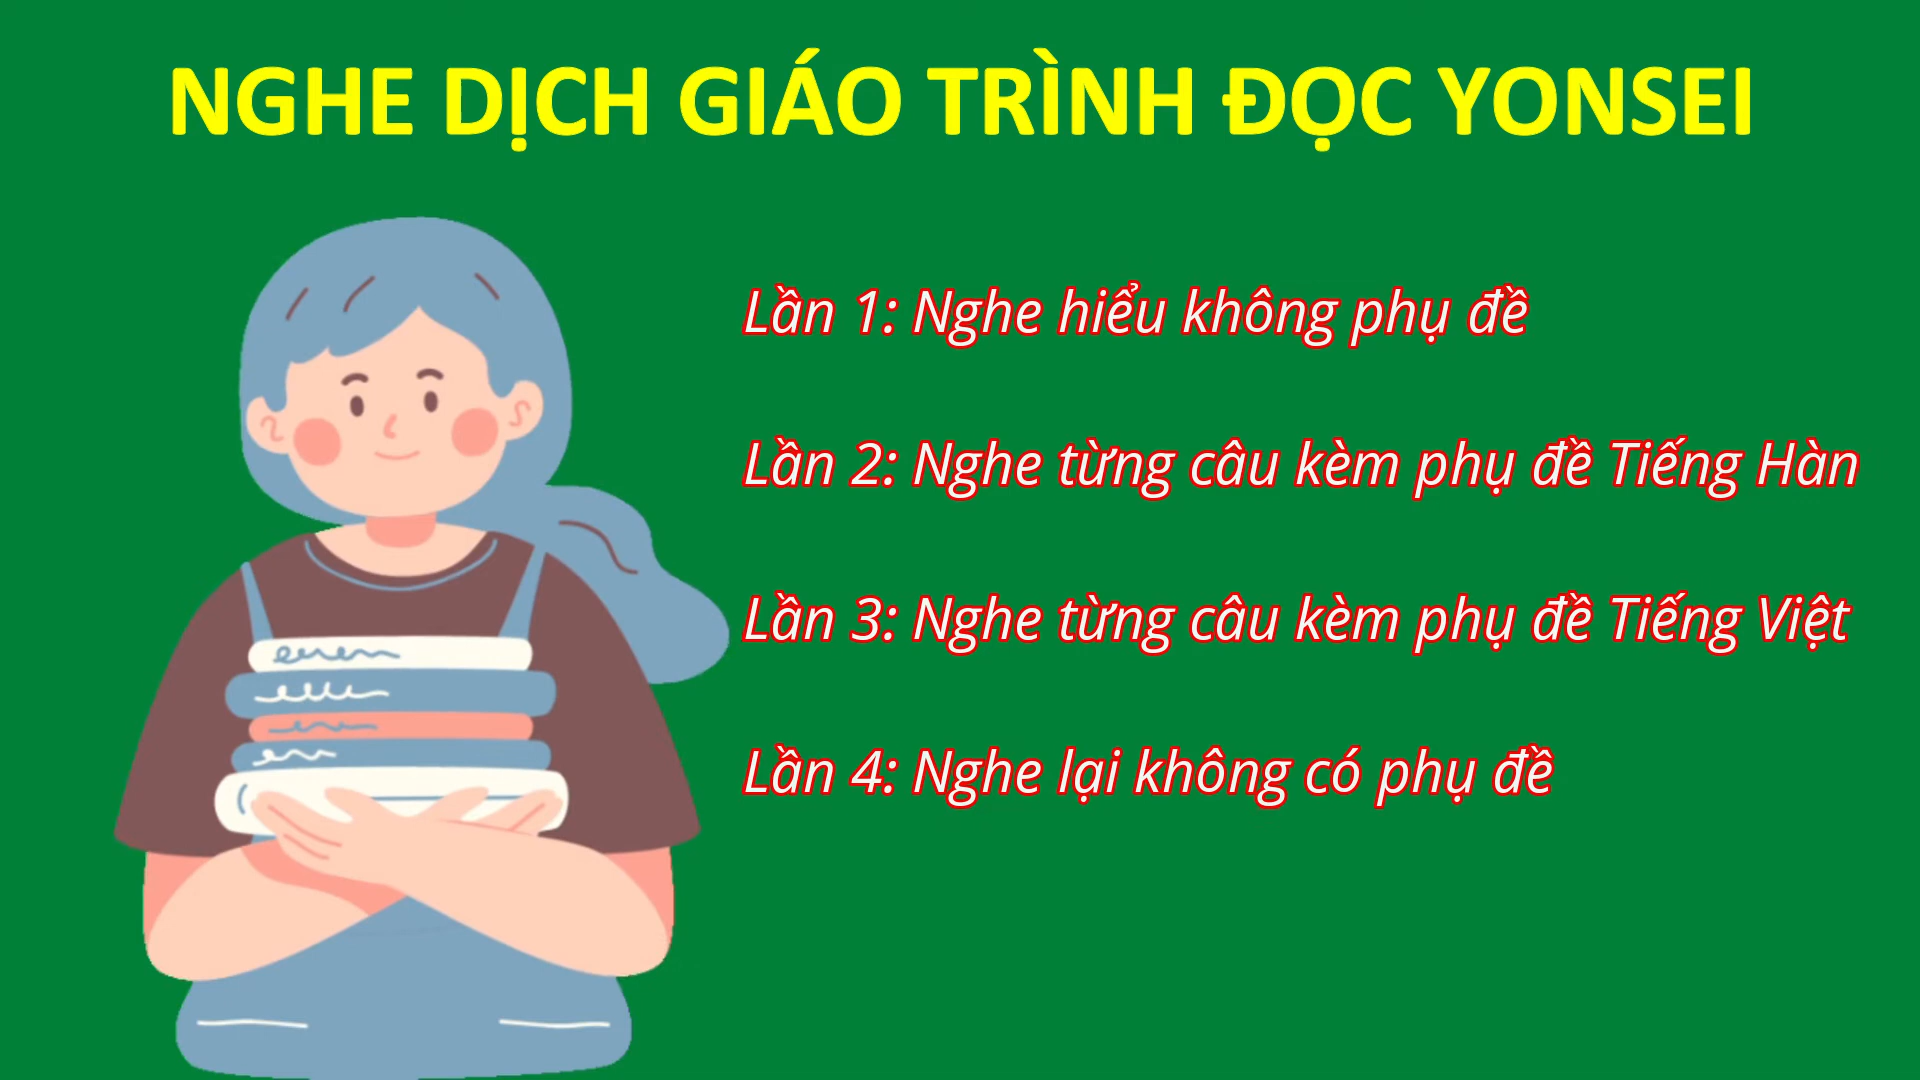 NGHE DỊCH GIÁO TRÌNH ĐỌC YONSEI
Lần 1: Nghe hiểu không phụ đề
Lần 2: Nghe từng câu kèm phụ đề Tiếng Hàn
Lần 3: Nghe từng câu kèm phụ đề Tiếng Việt
Lần 4: Nghe lại không có phụ đề